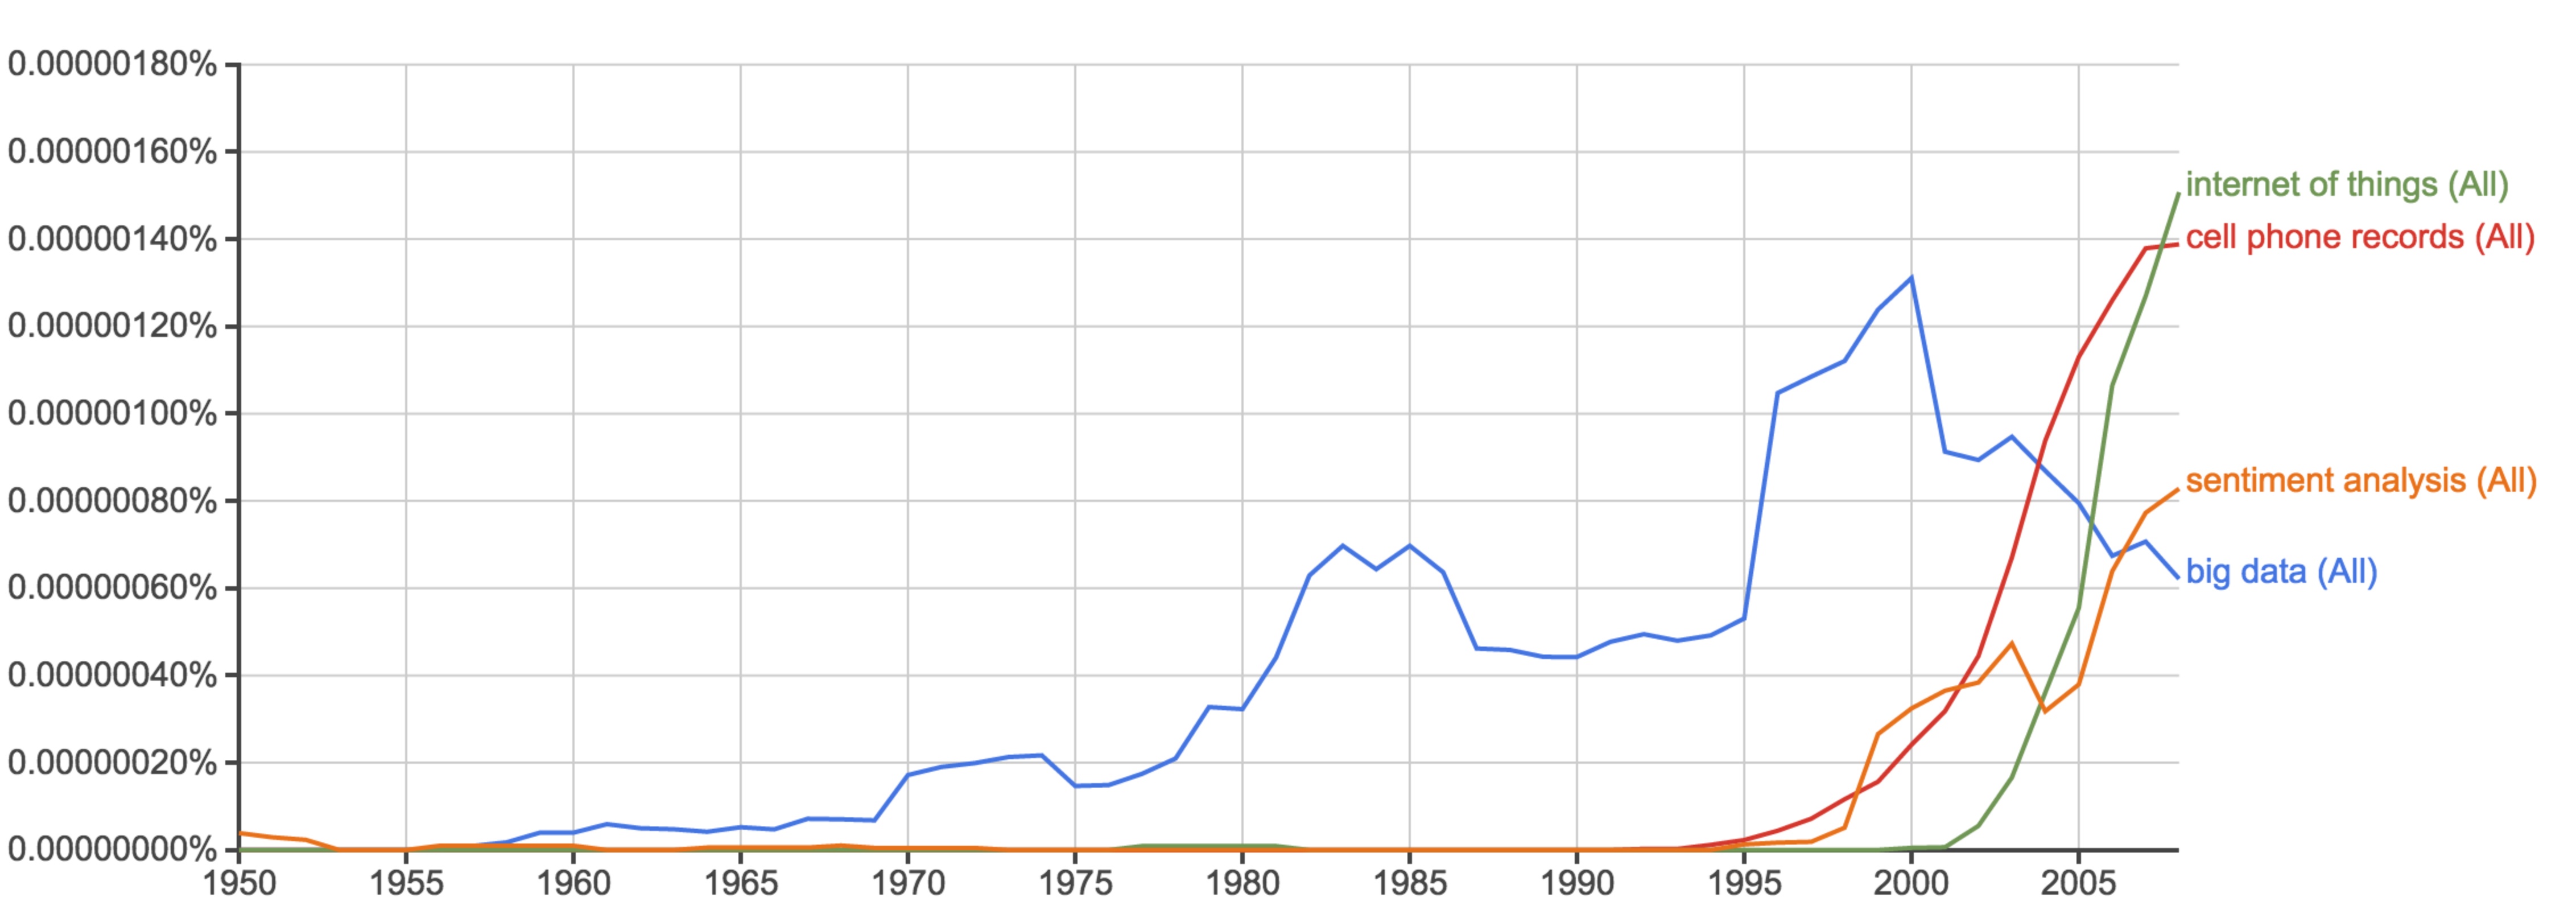 0.00000180%
0.00000160%
0.00000140%
0.00000120%
0.00000100%
0.00000080%
0.00000060%
0.00000040%
0.00000020%
0.00000000%
1950 1955 1960 1965 1970 1975 1980 1985 1990 1995 2000 2005
internet of things (All)
cell phone records (All)
sentiment analysis (All)
big data (All)